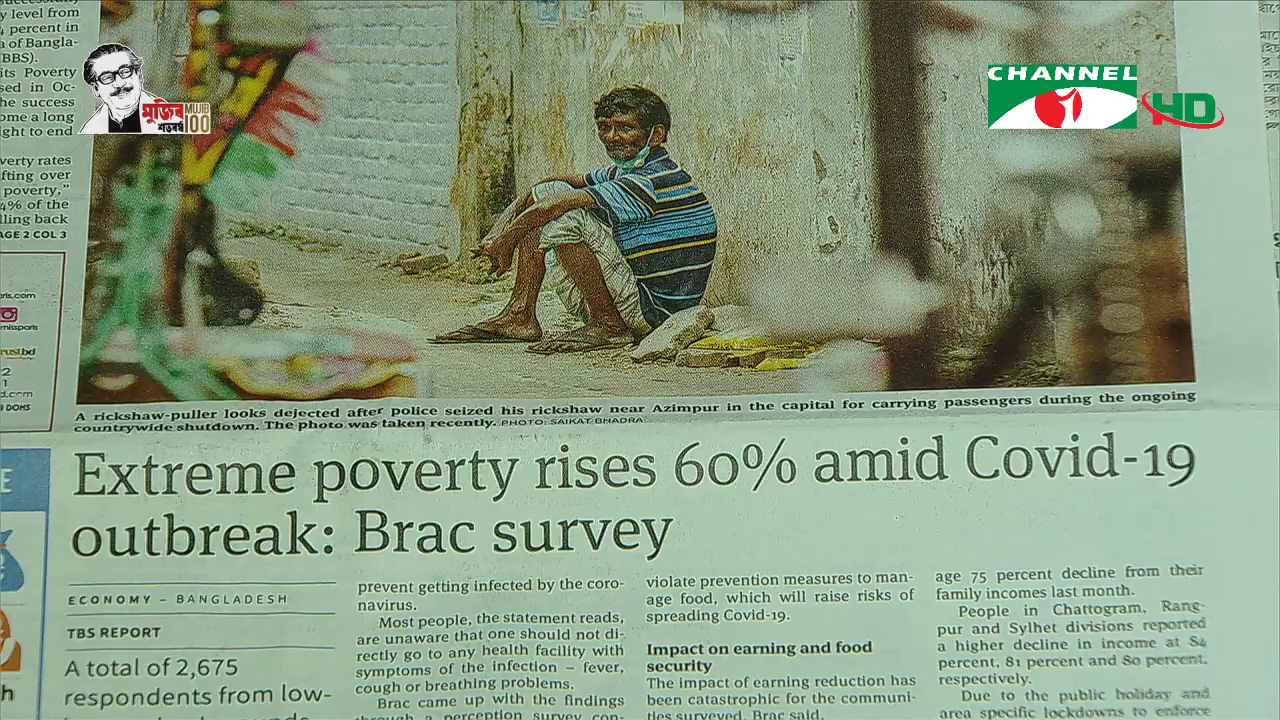 y level from
percent in
of Bangla-
BBS).
its Poverty
sed in Oc-
he success
ome a long
ght to end
verty rates
fting over
poverty,"
4% of the
lling back
AGE 2 COL 3
মুজিব
শতবর্ষ
MUJIB
100
CHANNEL
i
HD
A rickshaw-puller looks dejected after police seized his rickshaw near Azimpur in the capital for carrying passengers during the ongoing
countrywide shutdown. The photo was taken recently. PHOTO: SAIKAT BHADRA
Extreme poverty rises 60% amid Covid-19
outbreak: Brac survey
ECONOMY – BANGLADESH
TBS REPORT
A total of 2,675
respondents from low-
prevent getting infected by the coro-
navirus.
Most people, the statement reads,
are unaware that one should not di-
rectly go to any health facility with
symptoms of the infection – fever,
cough or breathing problems.
Brac came up with the findings
through a perception survey con-
violate prevention measures to man-
age food, which will raise risks of
spreading Covid-19.
Impact on earning and food
security
The impact of earning reduction has
been catastrophic for the communi-
ties surveyed, Brac said.
age 75 percent decline from their
family incomes last month.
People in Chattogram, Rang-
pur and Sylhet divisions reported
a higher decline in income at 84
percent, 81 percent and 80 percent,
respectively.
Due to the public holiday and
area specific lockdowns to enforce